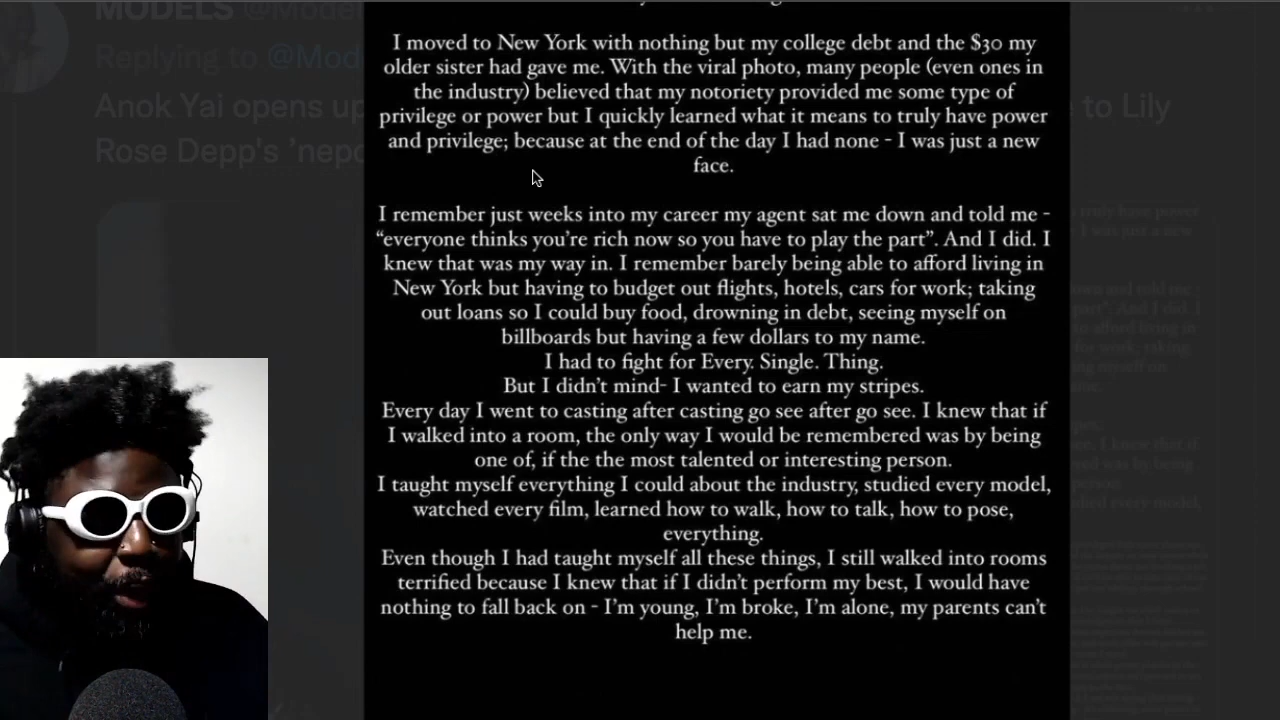 MODELS @Model
Replying to @Mod
Anok Yai opens up
e to Lily
Rose Depp's 'nepo
I moved to New York with nothing but my college debt and the $30 my
older sister had gave me. With the viral photo, many people (even ones in
the industry) believed that my notoriety provided me some type of
privilege or power but I quickly learned what it means to truly have power
and privilege; because at the end of the day I had none - I was just a new
face.
I remember just weeks into my career my agent sat me down and told me -
“everyone thinks you’re rich now so you have to play the part”. And I did. I
knew that was my way in. I remember barely being able to afford living in
New York but having to budget out flights, hotels, cars for work; taking
out loans so I could buy food, drowning in debt, seeing myself on
billboards but having a few dollars to my name.
I had to fight for Every. Single. Thing.
But I didn’t mind- I wanted to earn my stripes.
Every day I went to casting after casting go see after go see. I knew that if
I walked into a room, the only way I would be remembered was by being
one of, if the the most talented or interesting person.
I taught myself everything I could about the industry, studied every model,
watched every film, learned how to walk, how to talk, how to pose,
everything.
Even though I had taught myself all these things, I still walked into rooms
terrified because I knew that if I didn’t perform my best, I would have
nothing to fall back on - I’m young, I’m broke, I’m alone, my parents can’t
help me.